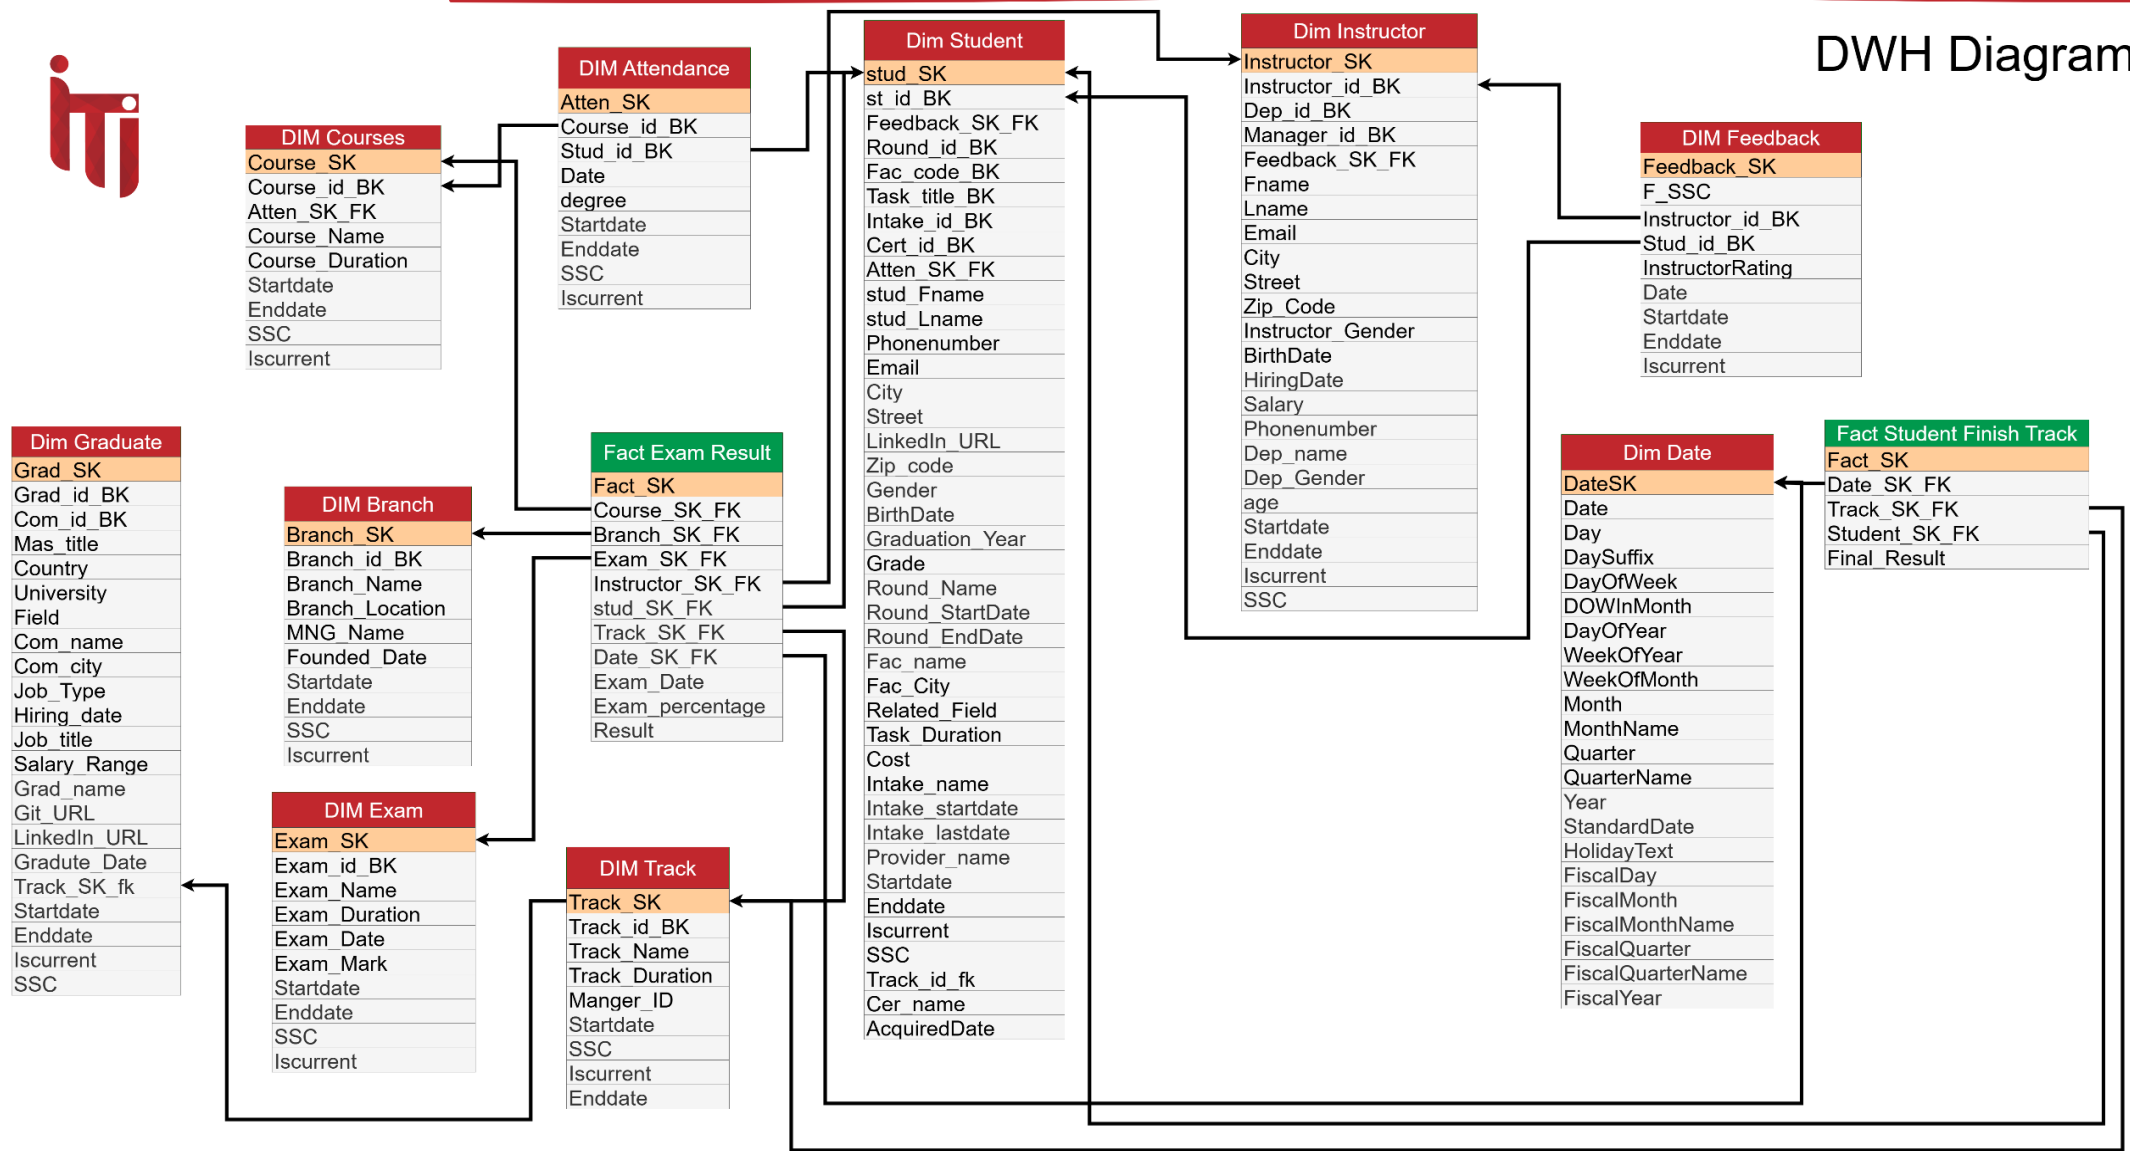 DWH Diagram
iTi
DIM Courses
Course_SK
Course_id_BK
Atten_SK_FK
Course_Name
Course_Duration
Startdate
Enddate
SSC
Iscurrent
DIM Attendance
Atten_SK
Course_id_BK
Stud_id_BK
Date
degree
Startdate
Enddate
SSC
Iscurrent
Dim Student
stud_SK
st_id_BK
Feedback_SK_FK
Round_id_BK
Fac_code_BK
Task_title_BK
Intake_id_BK
Cert_id_BK
Atten_SK_FK
stud_Fname
stud_Lname
Phonenumber
Email
City
Street
LinkedIn_URL
Zip_code
Gender
BirthDate
Graduation_Year
Grade
Round_Name
Round_StartDate
Round_EndDate
Fac_name
Fac_City
Related_Field
Task_Duration
Cost
Intake_name
Intake_startdate
Intake_lastdate
Provider_name
Startdate
Enddate
Iscurrent
SSC
Track_id_fk
Cer_name
AcquiredDate
Dim Instructor
Instructor_SK
Instructor_id_BK
Dep_id_BK
Manager_id_BK
Feedback_SK_FK
Fname
Lname
Email
City
Street
Zip_Code
Instructor_Gender
BirthDate
HiringDate
Salary
Phonenumber
Dep_name
Dep_Gender
age
Startdate
Enddate
Iscurrent
SSC
DIM Feedback
Feedback_SK
F_SSC
Instructor_id_BK
Stud_id_BK
InstructorRating
Date
Startdate
Enddate
Iscurrent
Dim Graduate
Grad_SK
Grad_id_BK
Com_id_BK
Mas_title
Country
University
Field
Com_name
Com_city
Job_Type
Hiring_date
Job_title
Salary_Range
Grad_name
Git_URL
LinkedIn_URL
Gradute_Date
Track_SK_fk
Startdate
Enddate
Iscurrent
SSC
DIM Branch
Branch_SK
Branch_id_BK
Branch_Name
Branch_Location
MNG_Name
Founded_Date
Startdate
Enddate
SSC
Iscurrent
Fact Exam Result
Fact_SK
Course_SK_FK
Branch_SK_FK
Exam_SK_FK
Instructor_SK_FK
stud_SK_FK
Track_SK_FK
Date_SK_FK
Exam_Date
Exam_percentage
Result
Dim Date
DateSK
Date
Day
DaySuffix
DayOfWeek
DOWInMonth
DayOfYear
WeekOfYear
WeekOfMonth
Month
MonthName
Quarter
QuarterName
Year
StandardDate
HolidayText
FiscalDay
FiscalMonth
FiscalMonthName
FiscalQuarter
FiscalQuarterName
FiscalYear
Fact Student Finish Track
Fact_SK
Date_SK_FK
Track_SK_FK
Student_SK_FK
Final_Result
DIM Exam
Exam_SK
Exam_id_BK
Exam_Name
Exam_Duration
Exam_Date
Exam_Mark
Startdate
Enddate
SSC
Iscurrent
DIM Track
Track_SK
Track_id_BK
Track_Name
Track_Duration
Manger_ID
Startdate
SSC
Iscurrent
Enddate